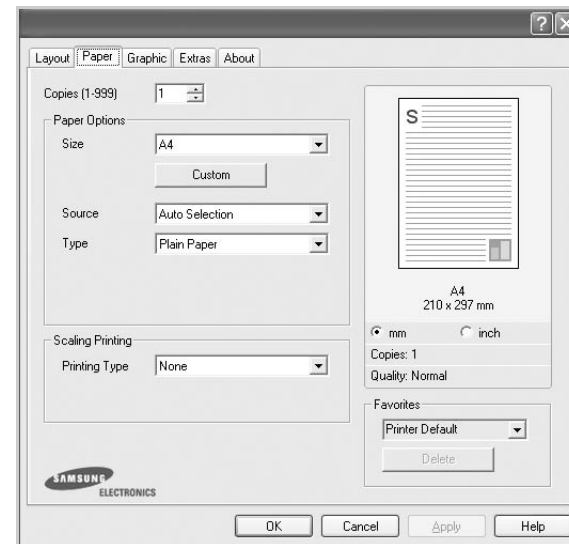 ?
Layout Paper Graphic Extras About
Copies (1-999) 1
Paper Options
Size A4
Custom
Source Auto Selection
Type Plain Paper
Scaling Printing
Printing Type None
SAMSUNG
ELECTRONICS
S
A4
210 x 297 mm
mm inch
Copies: 1
Quality: Normal
Favorites
Printer Default
Delete
OK Cancel Apply Help